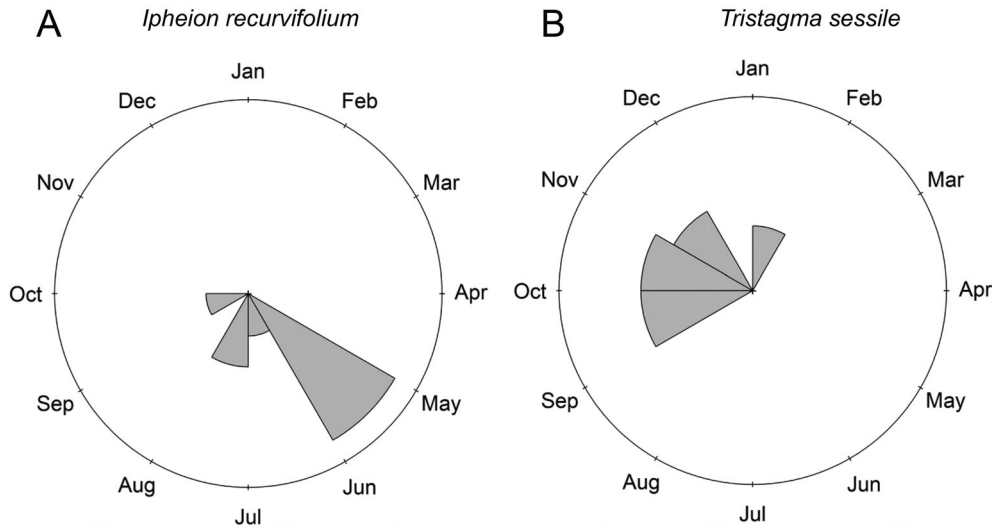 A
Ipheion recurvifolium
Jan
Feb
Mar
Apr
May
Jun
Jul
Aug
Sep
Oct
Nov
Dec
B
Tristagma sessile
Jan
Feb
Mar
Apr
May
Jun
Jul
Aug
Sep
Oct
Nov
Dec